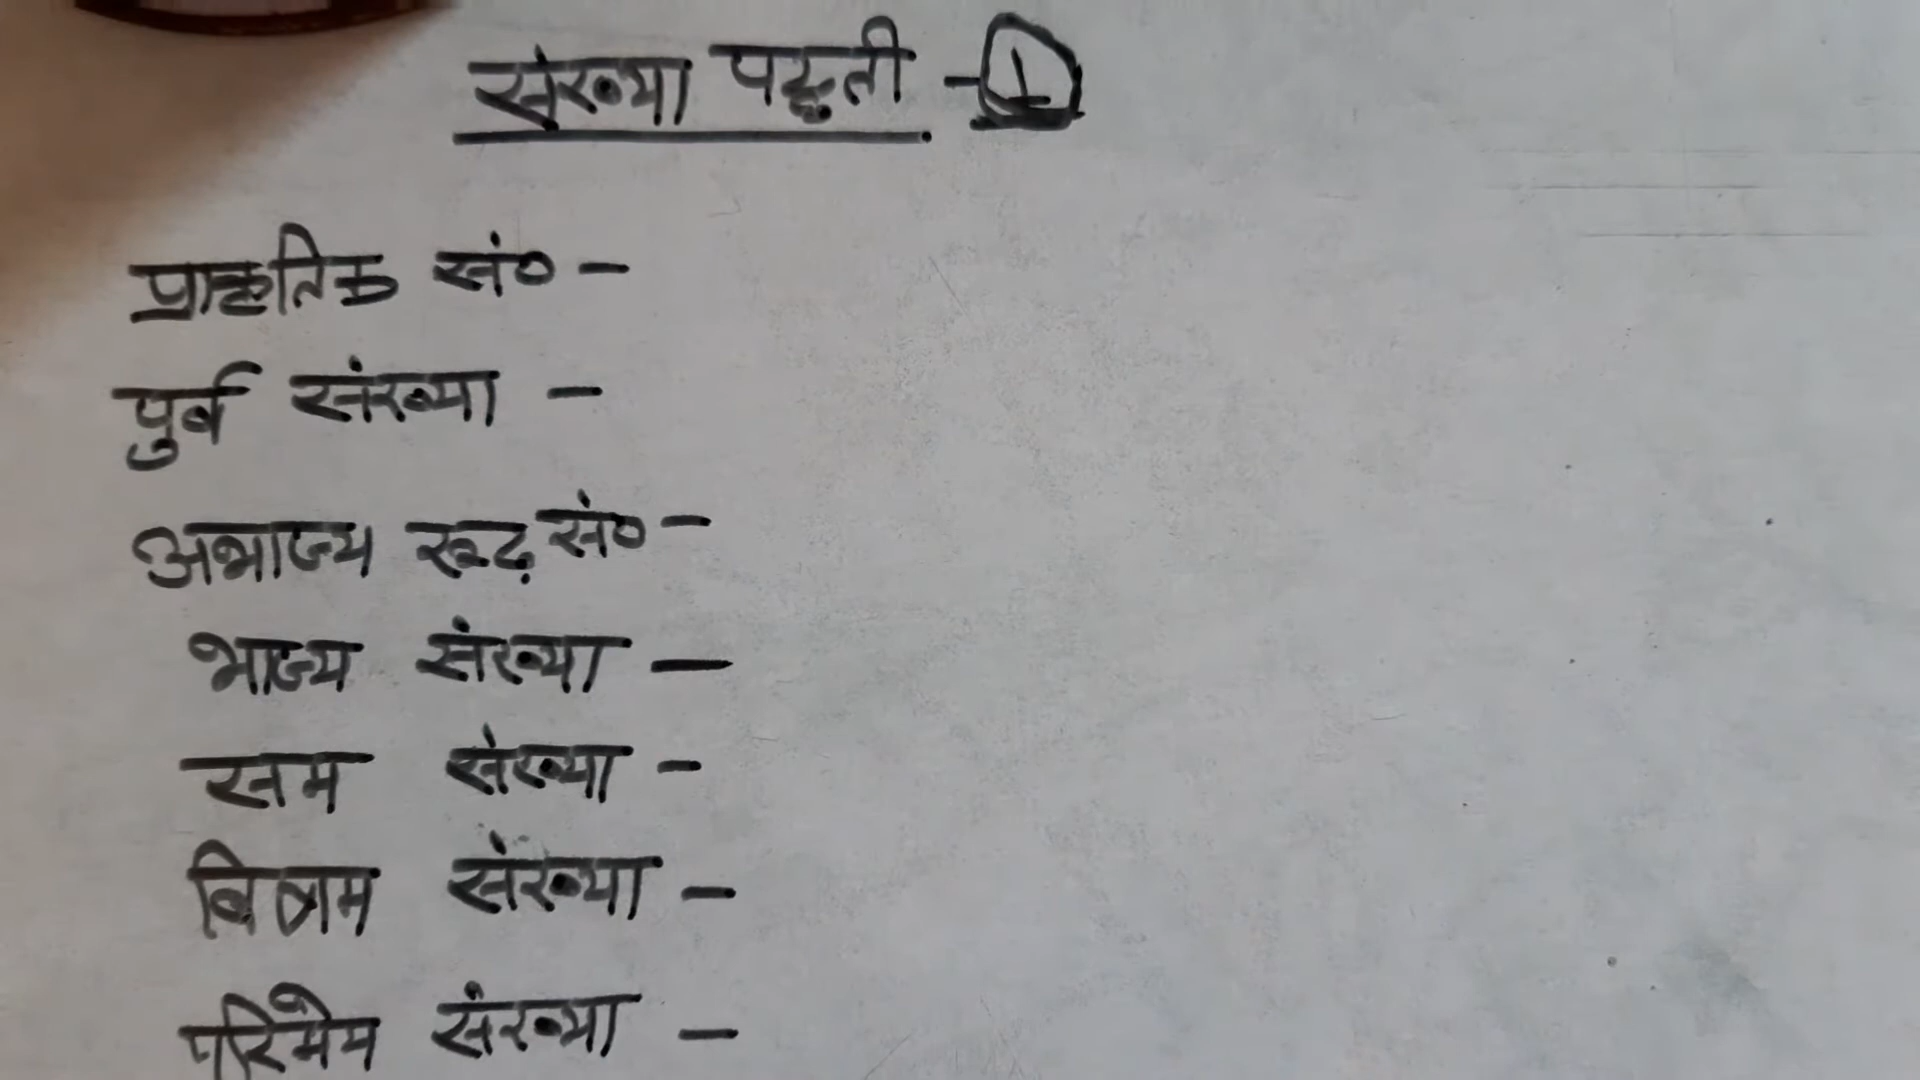 संख्या पद्धती -①
प्राकृतिक सं० -
पुर्व संख्या -
अभाज्य रूढ़ सं० -
भाज्य संख्या -
सम संख्या -
विषम संख्या -
परिमेय संख्या -